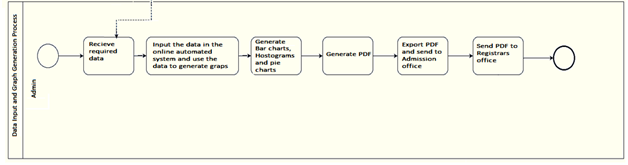 Data Input and Graph Generation Process
Admin
Recieve
required
data
Input the data in the
online automated
system and use the
data to generate graps
Generate
Bar charts,
Hostograms
and pie
charts
Generate PDF
Export PDF
and send to
Admission
office
Send PDF to
Registrars
office